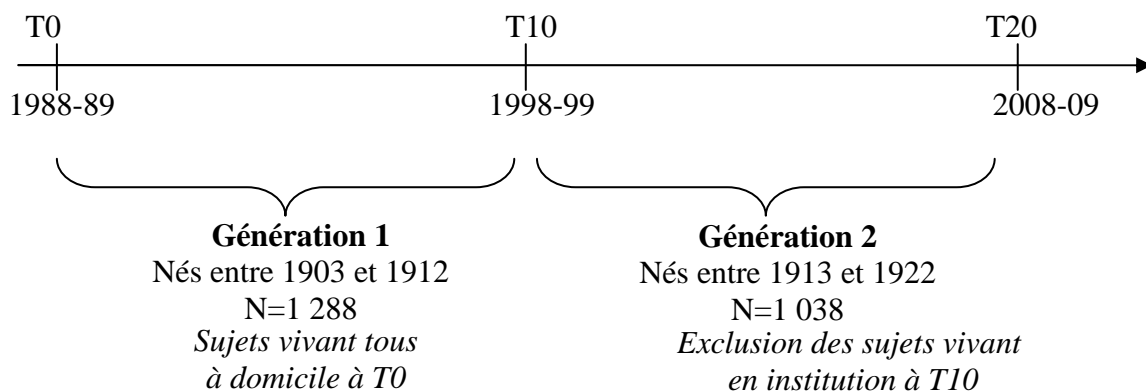 T0 T10 T20
1988-89 1998-99 2008-09
Génération 1
Nés entre 1903 et 1912
N=1 288
Sujets vivant tous
à domicile à T0
Génération 2
Nés entre 1913 et 1922
N=1 038
Exclusion des sujets vivant
en institution à T10